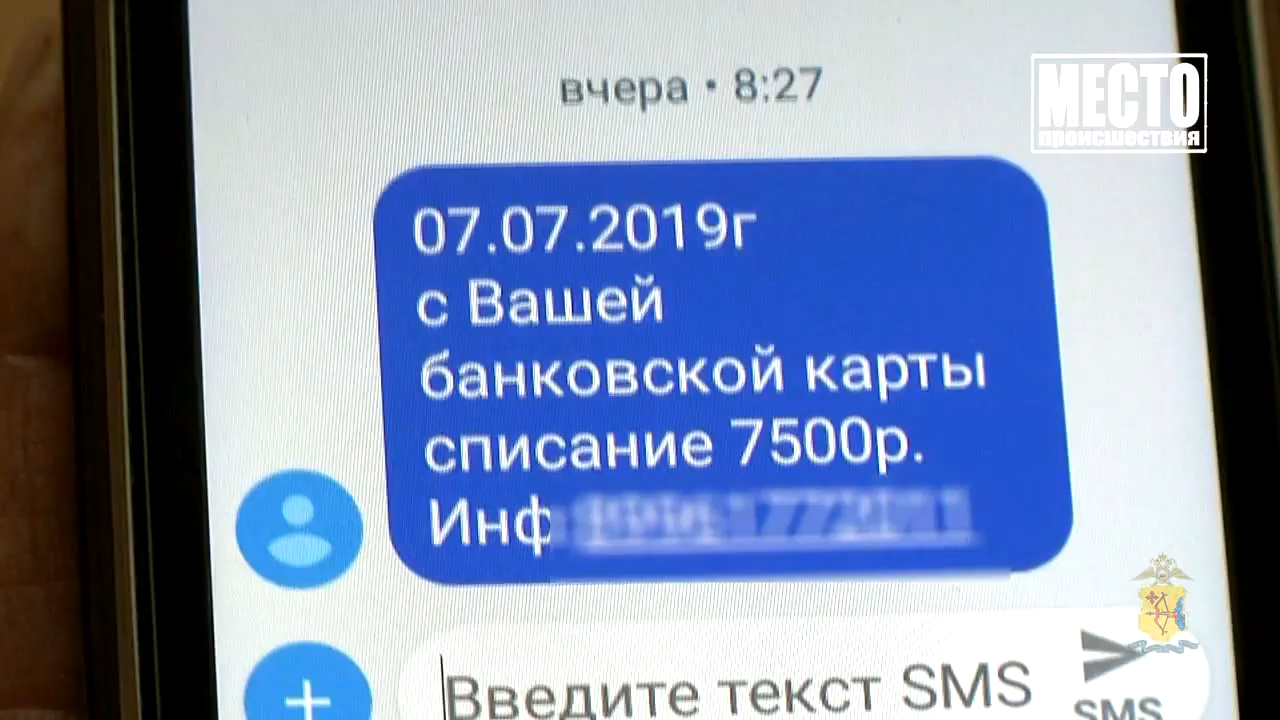 вчера • 8:27
МЕСТО
происшествия
07.07.2019г
с Вашей
банковской карты
списание 7500р.
Инф
Введите текст SMS
SMS